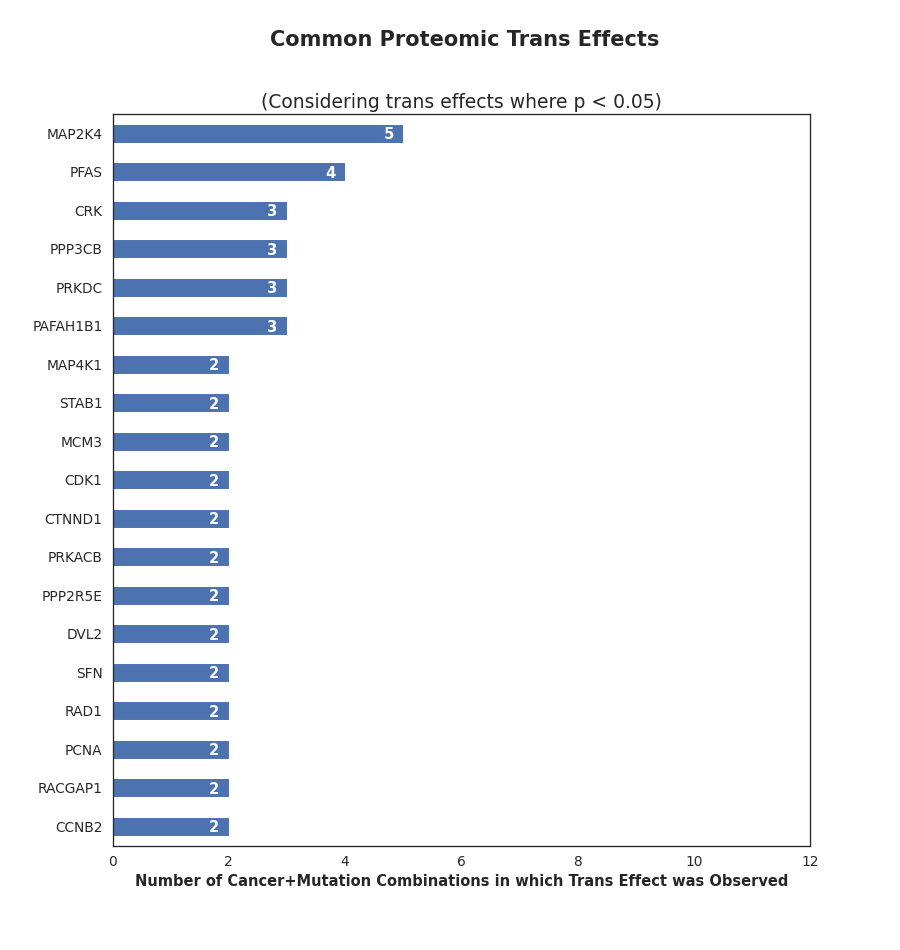 Common Proteomic Trans Effects
(Considering trans effects where p < 0.05)
MAP2K4 5
PFAS 4
CRK 3
PPP3CB 3
PRKDC 3
PAFAH1B1 3
MAP4K1 2
STAB1 2
MCM3 2
CDK1 2
CTNND1 2
PRKACB 2
PPP2R5E 2
DVL2 2
SFN 2
RAD1 2
PCNA 2
RACGAP1 2
CCNB2 2
0 2 4 6 8 10 12
Number of Cancer+Mutation Combinations in which Trans Effect was Observed